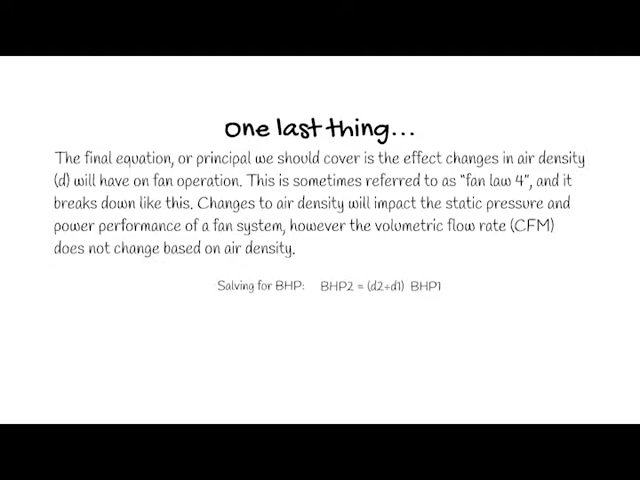 One last thing...
The final equation, or principal we should cover is the effect changes in air density
(d) will have on fan operation. This is sometimes referred to as "fan law 4", and it
breaks down like this. Changes to air density will impact the static pressure and
power performance of a fan system, however the volumetric flow rate (CFM)
does not change based on air density.
Salving for BHP: BHP2 = (d2÷d1) BHP1